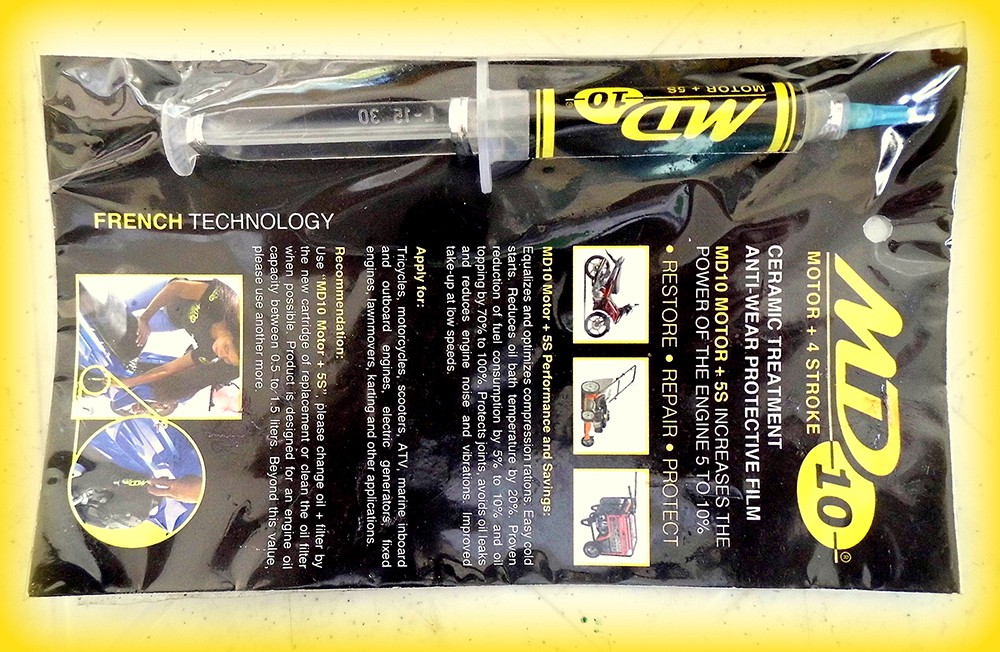 MD10®
MOTOR + 4 STROKE
CERAMIC TREATMENT
ANTI-WEAR PROTECTIVE FILM
MD10 MOTOR + 5S INCREASES THE
POWER OF THE ENGINE 5 TO 10%
• RESTORE • REPAIR • PROTECT
MD10 Motor + 5S Performance and Savings:
Equalizes and optimizes compression rations. Easy cold
starts. Reduces oil bath temperature by 20%. Proven
reduction of fuel consumption by 5% to 10% and oil
topping by 70% to 100%. Protects joints, avoids oil leaks
and reduces engine noise and vibrations. Improved
take-up at low speeds.
Apply for:
Tricycles, motorcycles, scooters, ATV, marine inboard
and outboard engines, electric generators, fixed
engines, lawnmovers, karting and other applications.
Recommendation:
Use "MD10 Motor + 5S", please change oil + filter by
the new cartridge of replacement or clean the oil filter
when possible. Product is designed for an engine oil
capacity between 0.5 to 1.5 liters. Beyond this value,
please use another more.
FRENCH TECHNOLOGY
MD10®
MOTOR + 5S
L-15 30